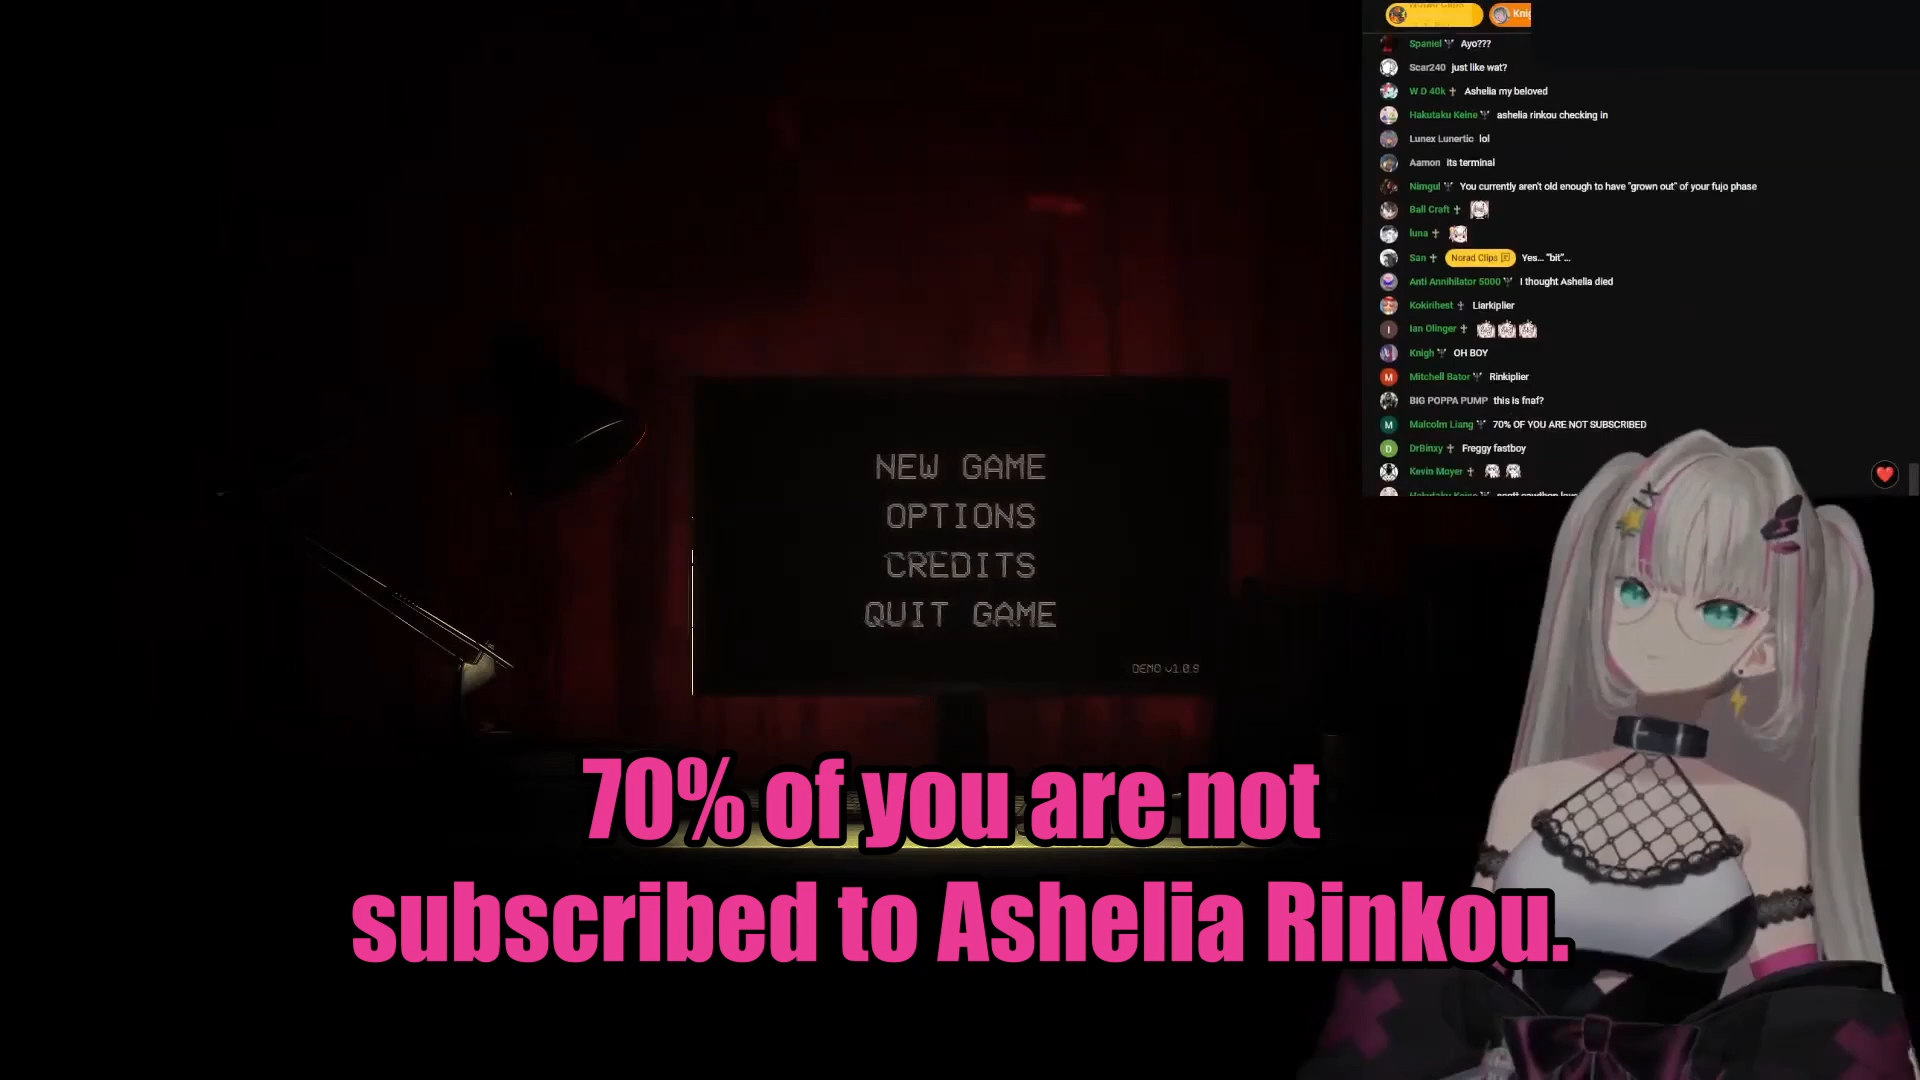 Knig
Spaniel Ayo???
Scar240 just like wat?
W D 40k Ashelia my beloved
Hakutaku Keine ashelia rinkou checking in
Lunex Lunertic lol
Aamon its terminal
Nimgul You currently aren't old enough to have "grown out" of your fujo phase
Ball Craft
luna
San Norad Clips Yes... "bit"...
Anti Annihilator 5000 I thought Ashelia died
Kokirihest Liarkiplier
I Ian Olinger
Knigh OH BOY
M Mitchell Bator Rinkiplier
BIG POPPA PUMP this is fnaf?
M Malcolm Liang 70% OF YOU ARE NOT SUBSCRIBED
D DrBinxy Freggy fastboy
Kevin Moyer
NEW GAME
OPTIONS
CREDITS
QUIT GAME
DEMO v1.0.9
70% of you are not
subscribed to Ashelia Rinkou.